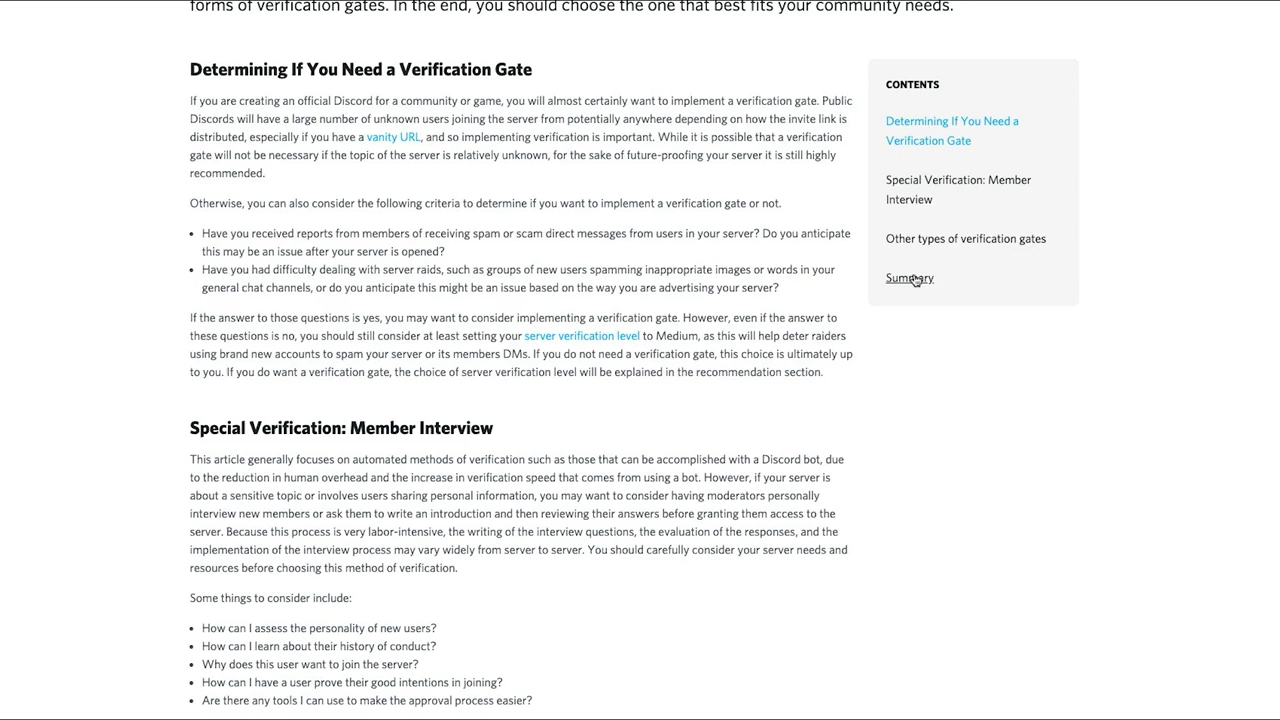 forms of verification gates. In the end, you should choose the one that best fits your community needs.
Determining If You Need a Verification Gate
If you are creating an official Discord for a community or game, you will almost certainly want to implement a verification gate. Public
Discords will have a large number of unknown users joining the server from potentially anywhere depending on how the invite link is
distributed, especially if you have a vanity URL, and so implementing verification is important. While it is possible that a verification
gate will not be necessary if the topic of the server is relatively unknown, for the sake of future-proofing your server it is still highly
recommended.
Otherwise, you can also consider the following criteria to determine if you want to implement a verification gate or not.
• Have you received reports from members of receiving spam or scam direct messages from users in your server? Do you anticipate
this may be an issue after your server is opened?
• Have you had difficulty dealing with server raids, such as groups of new users spamming inappropriate images or words in your
general chat channels, or do you anticipate this might be an issue based on the way you are advertising your server?
If the answer to those questions is yes, you may want to consider implementing a verification gate. However, even if the answer to
these questions is no, you should still consider at least setting your server verification level to Medium, as this will help deter raiders
using brand new accounts to spam your server or its members DMs. If you do not need a verification gate, this choice is ultimately up
to you. If you do want a verification gate, the choice of server verification level will be explained in the recommendation section.
Special Verification: Member Interview
This article generally focuses on automated methods of verification such as those that can be accomplished with a Discord bot, due
to the reduction in human overhead and the increase in verification speed that comes from using a bot. However, if your server is
about a sensitive topic or involves users sharing personal information, you may want to consider having moderators personally
interview new members or ask them to write an introduction and then reviewing their answers before granting them access to the
server. Because this process is very labor-intensive, the writing of the interview questions, the evaluation of the responses, and the
implementation of the interview process may vary widely from server to server. You should carefully consider your server needs and
resources before choosing this method of verification.
Some things to consider include:
• How can I assess the personality of new users?
• How can I learn about their history of conduct?
• Why does this user want to join the server?
• How can I have a user prove their good intentions in joining?
• Are there any tools I can use to make the approval process easier?
CONTENTS
Determining If You Need a
Verification Gate
Special Verification: Member
Interview
Other types of verification gates
Summary